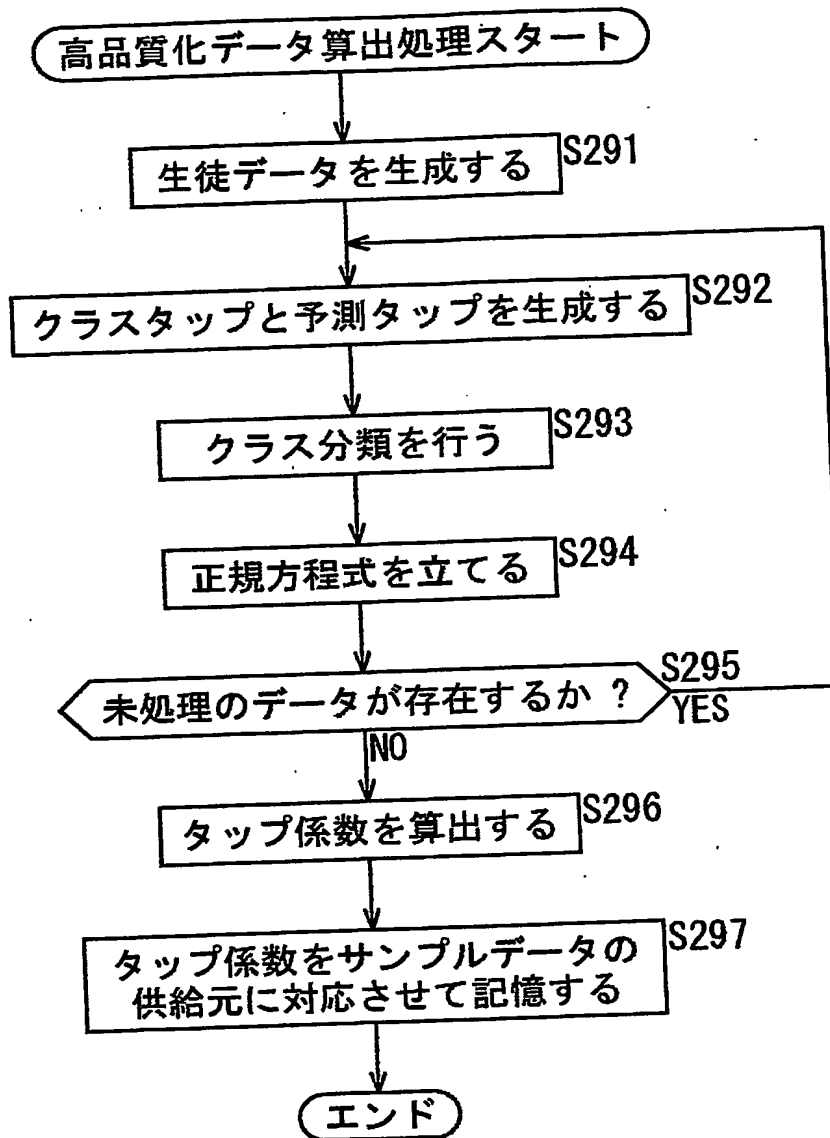 高品質化データ算出処理スタート
生徒データを生成する
S291
クラスタップと予測タップを生成する
S292
クラス分類を行う
S293
正規方程式を立てる
S294
未処理のデータが存在するか ?
S295
YES
NO
タップ係数を算出する
S296
タップ係数をサンプルデータの
供給元に対応させて記憶する
S297
エンド